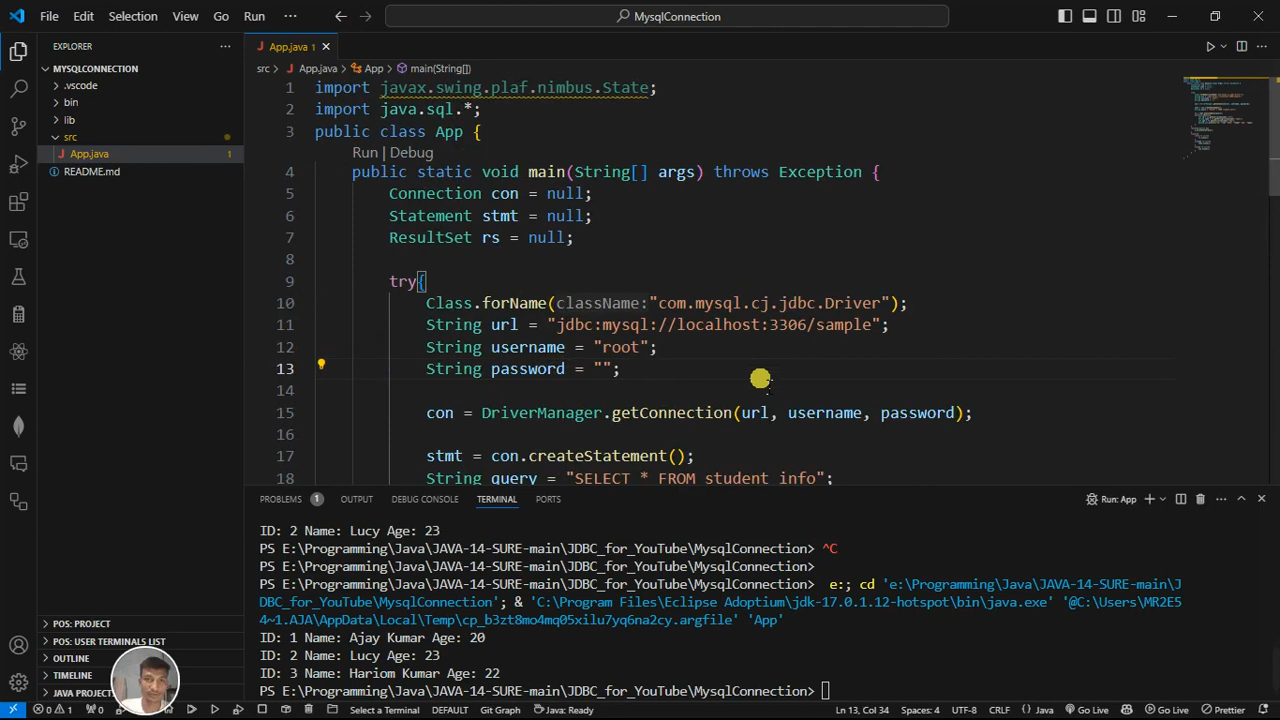 File Edit Selection View Go Run ··· MysqlConnection
EXPLORER ···
MYSQLCONNECTION
.vscode
bin
lib
src
App.java 1
README.md
POS: PROJECT
POS: USER TERMINALS LIST
OUTLINE
TIMELINE
JAVA PROJ
App.java 1
src > App.java > App > main(String[])
1 import javax.swing.plaf.nimbus.State;
2 import java.sql.*;
3 public class App {
Run | Debug
4 public static void main(String[] args) throws Exception {
5 Connection con = null;
6 Statement stmt = null;
7 ResultSet rs = null;
8
9 try{
10 Class.forName(className:"com.mysql.cj.jdbc.Driver");
11 String url = "jdbc:mysql://localhost:3306/sample";
12 String username = "root";
13 String password = "";
14
15 con = DriverManager.getConnection(url, username, password);
16
17 stmt = con.createStatement();
18 String query = "SELECT * FROM student_info";
PROBLEMS 1 OUTPUT DEBUG CONSOLE TERMINAL PORTS Run: App
ID: 2 Name: Lucy Age: 23
PS E:\Programming\Java\JAVA-14-SURE-main\JDBC_for_YouTube\MysqlConnection> ^C
PS E:\Programming\Java\JAVA-14-SURE-main\JDBC_for_YouTube\MysqlConnection>
PS E:\Programming\Java\JAVA-14-SURE-main\JDBC_for_YouTube\MysqlConnection> e:; cd 'e:\Programming\Java\JAVA-14-SURE-main\J
DBC_for_YouTube\MysqlConnection'; & 'C:\Program Files\Eclipse Adoptium\jdk-17.0.1.12-hotspot\bin\java.exe' '@C:\Users\MR2E5
4~1.AJA\AppData\Local\Temp\cp_b3zt8mo4mq05xilu7yq6na2cy.argfile' 'App'
ID: 1 Name: Ajay Kumar Age: 20
ID: 2 Name: Lucy Age: 23
ID: 3 Name: Hariom Kumar Age: 22
PS E:\Programming\Java\JAVA-14-SURE-main\JDBC_for_YouTube\MysqlConnection>
0 1 0 Select a Terminal DEFAULT Git Graph Java: Ready Ln 13, Col 34 Spaces: 4 UTF-8 CRLF Java Go Live Go Live Prettier